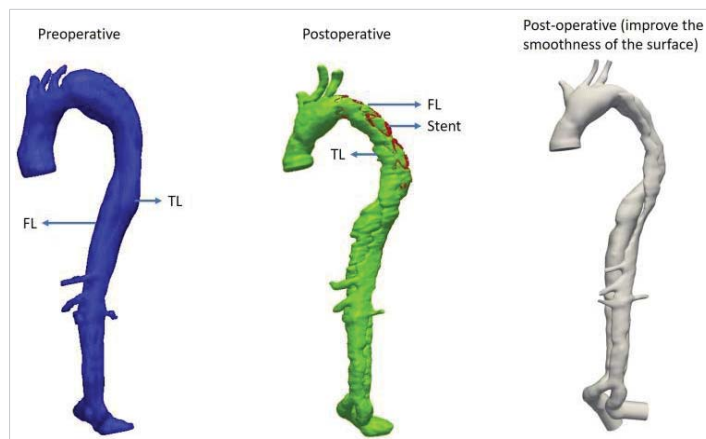 Preoperative
Postoperative
Post-operative (improve the
smoothness of the surface)
FL
Stent
TL
TL
FL